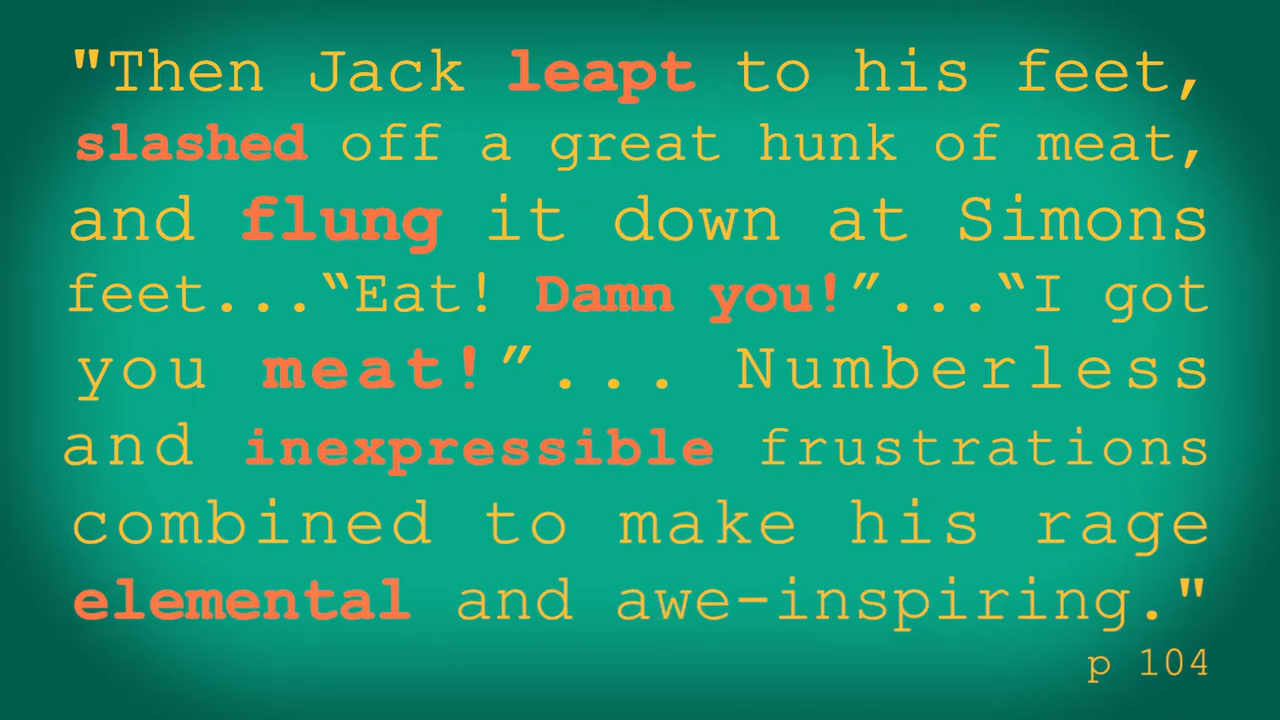 "Then Jack leapt to his feet,
slashed off a great hunk of meat,
and flung it down at Simons
feet...“Eat! Damn you!”...“I got
you meat!”... Numberless
and inexpressible frustrations
combined to make his rage
elemental and awe-inspiring."
p 104